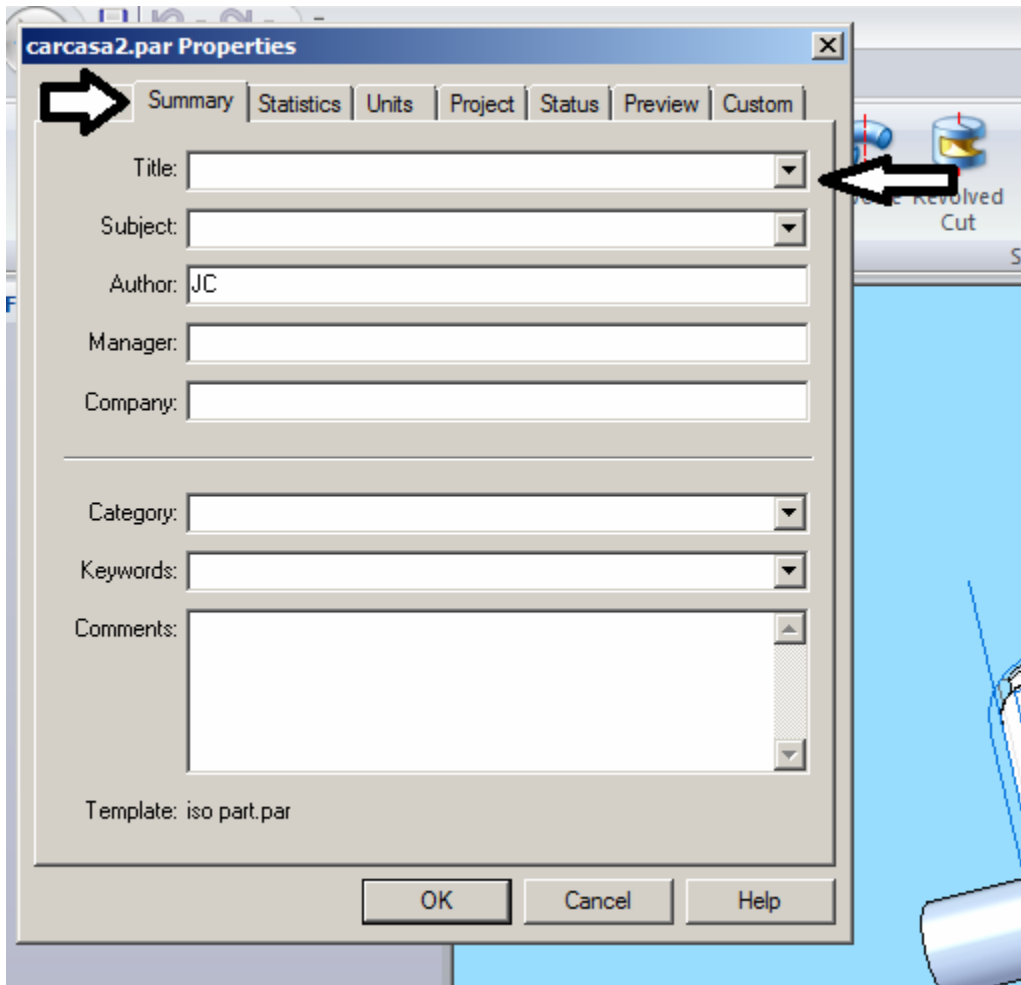 carcasa2.par Properties
Summary Statistics Units Project Status Preview Custom
Title:
Subject:
Author: JC
Manager:
Company:
Category:
Keywords:
Comments:
Template: iso part.par
OK Cancel Help
Revolved
Cut
S
F